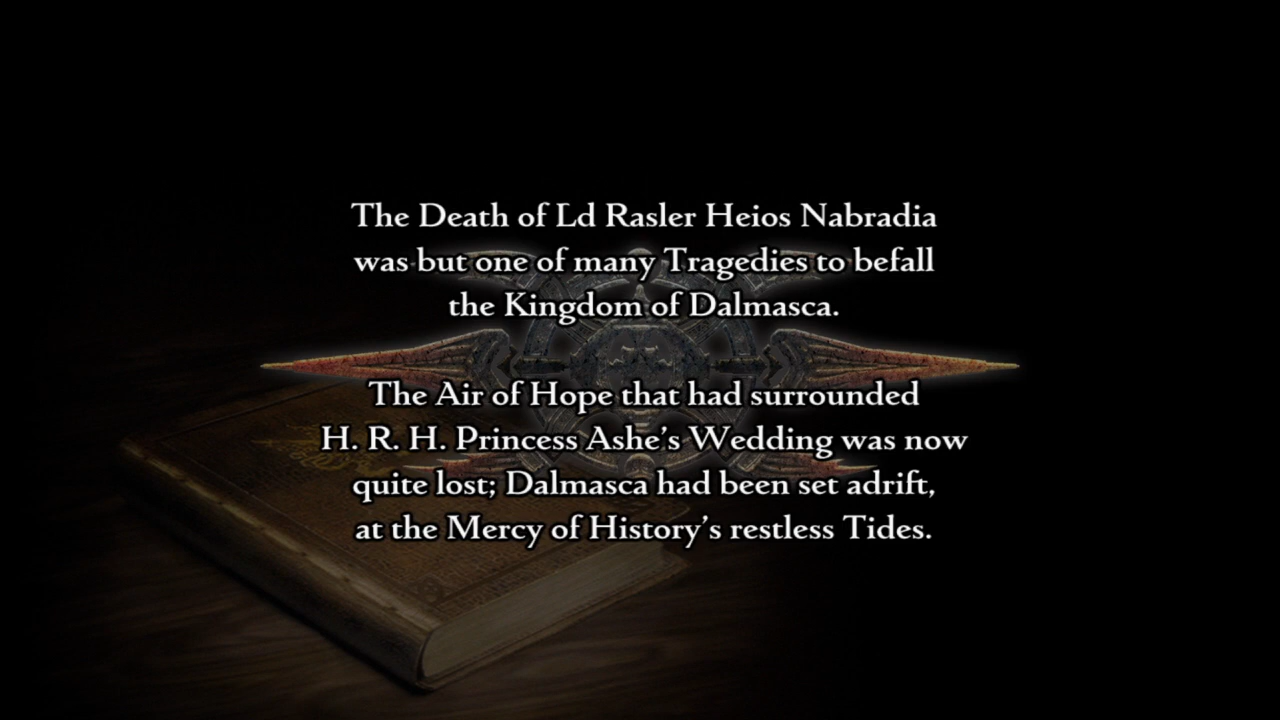 The Death of Ld Rasler Heios Nabradia
was but one of many Tragedies to befall
the Kingdom of Dalmasca.
The Air of Hope that had surrounded
H. R. H. Princess Ashe's Wedding was now
quite lost; Dalmasca had been set adrift,
at the Mercy of History's restless Tides.